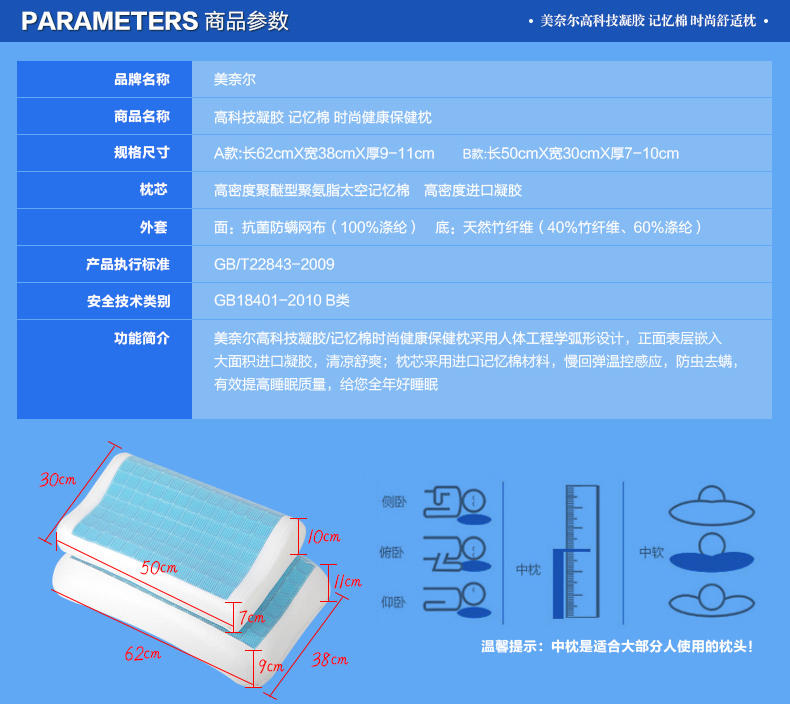 PARAMETERS 商品参数
• 美奈尔高科技凝胶 记忆棉 时尚舒适枕 •
品牌名称 美奈尔
商品名称 高科技凝胶 记忆棉 时尚健康保健枕
规格尺寸 A款:长62cmX宽38cmX厚9-11cm B款:长50cmX宽30cmX厚7-10cm
枕芯 高密度聚醚型聚氨脂太空记忆棉 高密度进口凝胶
外套 面：抗菌防螨网布（100%涤纶） 底：天然竹纤维（40%竹纤维、60%涤纶）
产品执行标准 GB/T22843-2009
安全技术类别 GB18401-2010 B类
功能简介 美奈尔高科技凝胶/记忆棉时尚健康保健枕采用人体工程学弧形设计，正面表层嵌入
大面积进口凝胶，清凉舒爽；枕芯采用进口记忆棉材料，慢回弹温控感应，防虫去螨，
有效提高睡眠质量，给您全年好睡眠
30cm
10cm
50cm
11cm
7cm
62cm
9cm
38cm
侧卧
俯卧
仰卧
中枕
中软
温馨提示：中枕是适合大部分人使用的枕头！